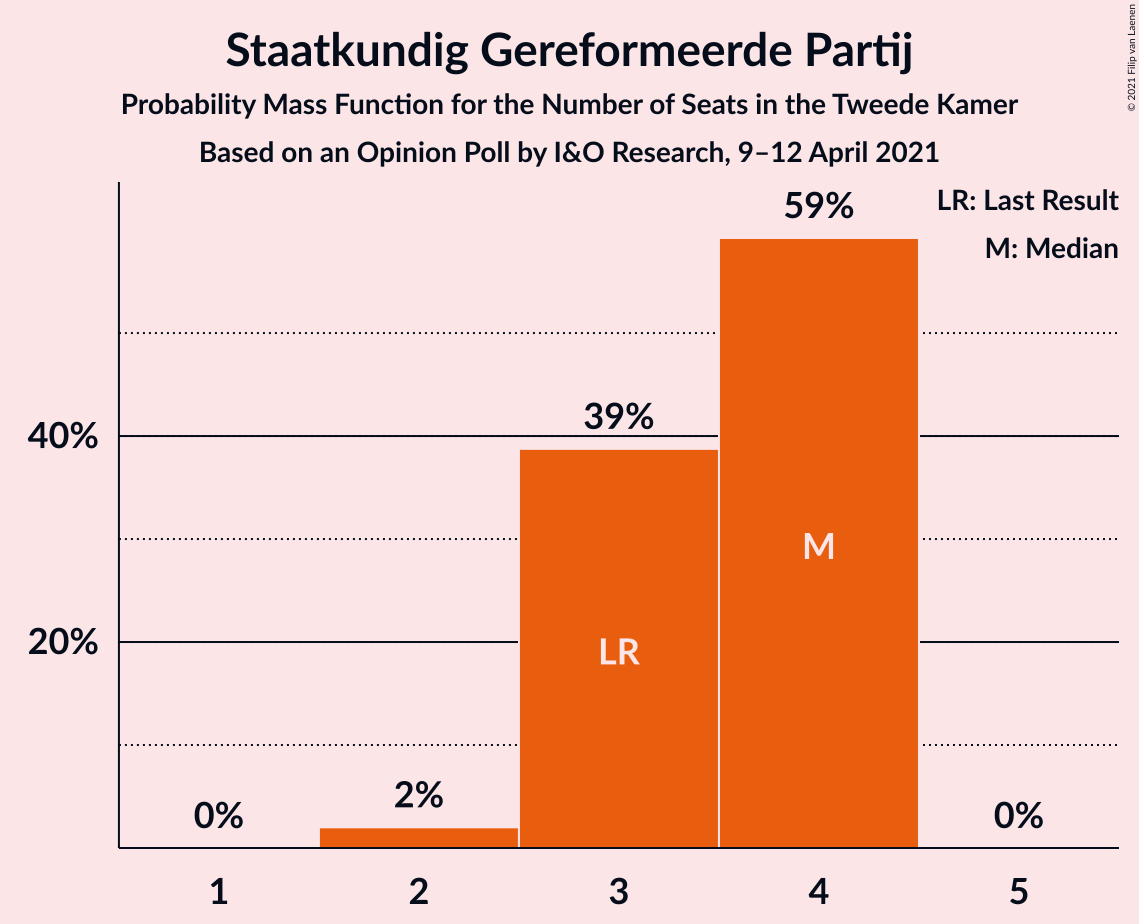 Staatkundig Gereformeerde Partij
Probability Mass Function for the Number of Seats in the Tweede Kamer
Based on an Opinion Poll by I&O Research, 9–12 April 2021
© 2021 Filip van Laenen
LR: Last Result
M: Median
59%
39%
40%
M
LR
20%
2%
0%
0%
1
2
3
4
5